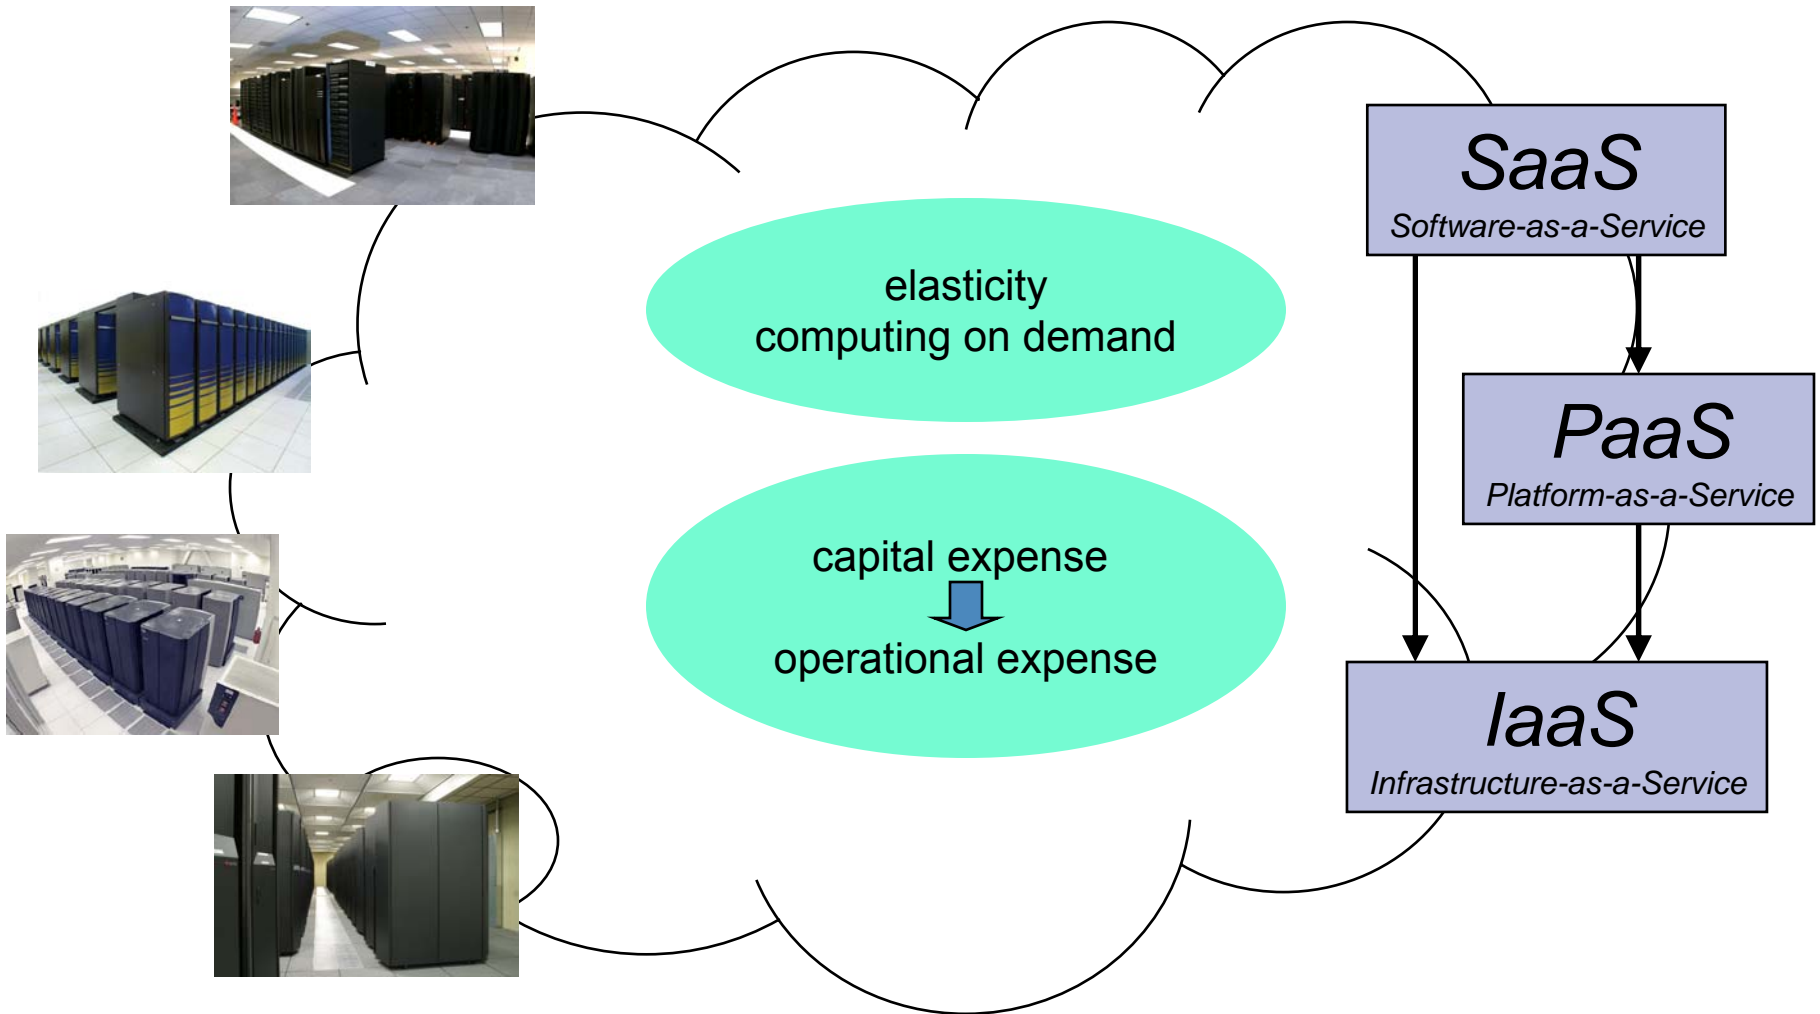 SaaS
Software-as-a-Service
elasticity
computing on demand
PaaS
Platform-as-a-Service
capital expense
operational expense
IaaS
Infrastructure-as-a-Service